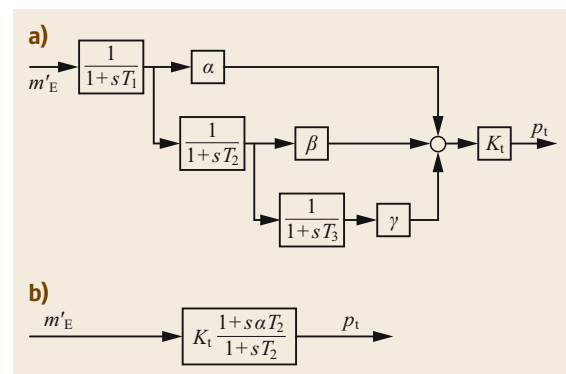 a)
m'E
1
1+sT1
α
1
1+sT2
β
Kt
pt
1
1+sT3
γ
b)
m'E
Kt 1+sαT2
1+sT2
pt